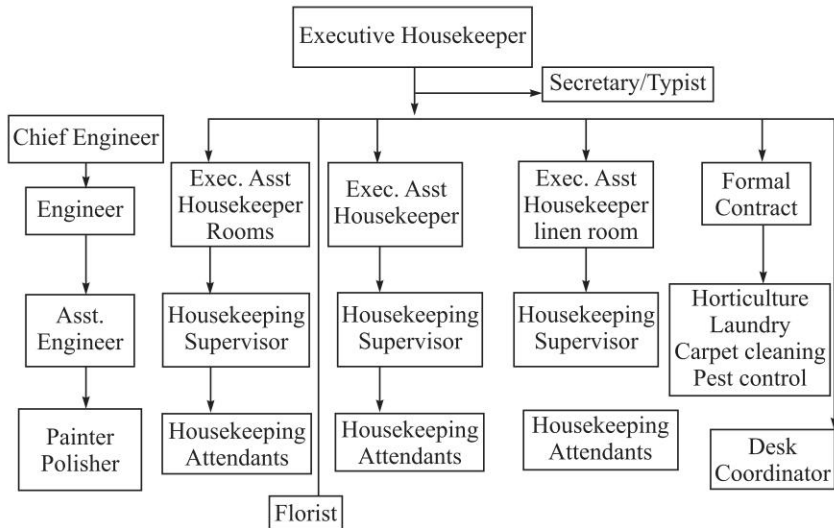 Executive Housekeeper
Secretary/Typist
Chief Engineer
Engineer
Asst.
Engineer
Painter
Polisher
Exec. Asst
Housekeeper
Rooms
Housekeeping
Supervisor
Housekeeping
Attendants
Florist
Exec. Asst
Housekeeper
Housekeeping
Supervisor
Housekeeping
Attendants
Exec. Asst
Housekeeper
linen room
Housekeeping
Supervisor
Housekeeping
Attendants
Formal
Contract
Horticulture
Laundry
Carpet cleaning
Pest control
Desk
Coordinator